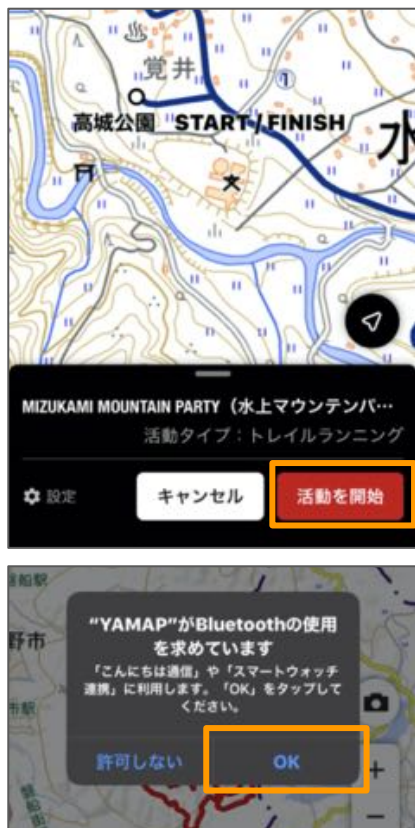 覚井
①
高城公園 START/FINISH
水
MIZUKAMI MOUNTAIN PARTY（水上マウンテンパ…
活動タイプ：トレイルランニング
設定
キャンセル
活動を開始
野市
“YAMAP”がBluetoothの使用
を求めています
「こんにちは通信」や「スマートウォッチ
連携」に利用します。「OK」をタップして
ください。
許可しない
OK